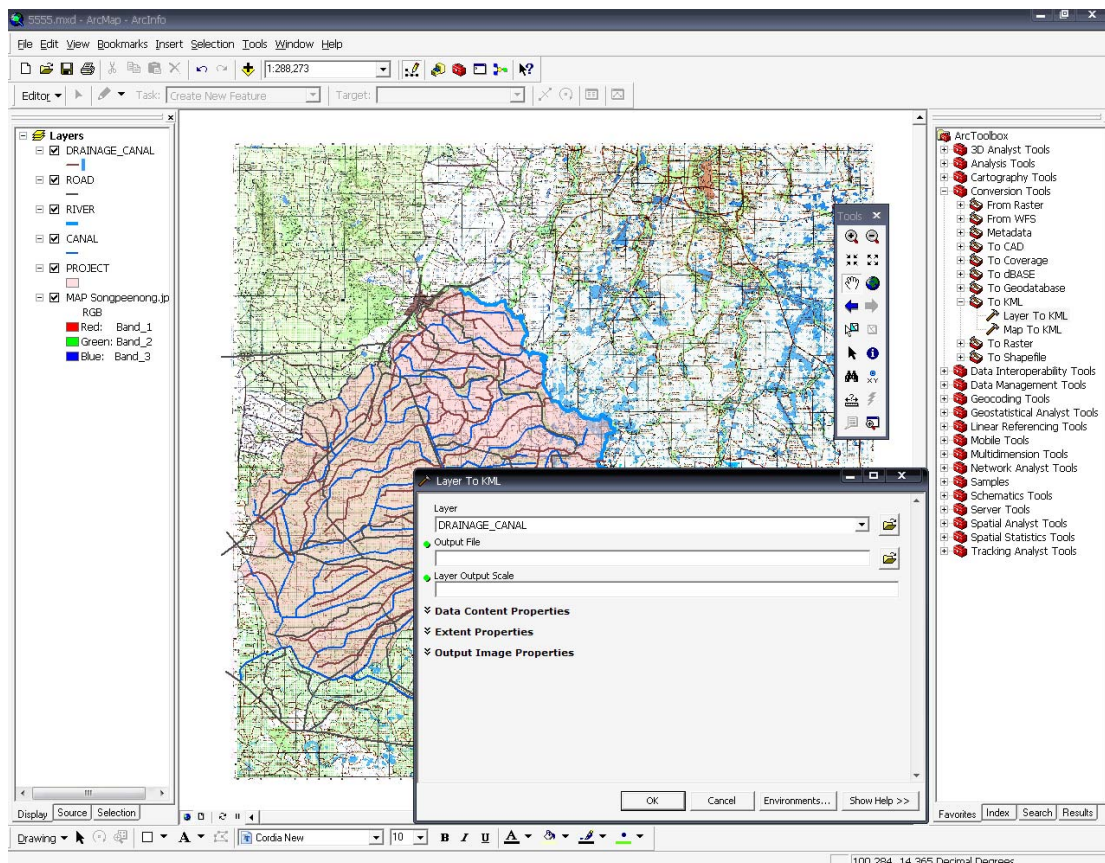 5555.mxd - ArcMap - ArcInfo
File Edit View Bookmarks Insert Selection Tools Window Help
1:288,273
Editor Task: Create New Feature Target:
Layers
DRAINAGE_CANAL
ROAD
RIVER
CANAL
PROJECT
MAP Songpeenong.jp
RGB
Red: Band_1
Green: Band_2
Blue: Band_3
Display Source Selection
Tools
Layer To KML
Layer
DRAINAGE_CANAL
Output File
Layer Output Scale
Data Content Properties
Extent Properties
Output Image Properties
OK Cancel Environments... Show Help >>
ArcToolbox
3D Analyst Tools
Analysis Tools
Cartography Tools
Conversion Tools
From Raster
From WFS
Metadata
To CAD
To Coverage
To dBASE
To Geodatabase
To KML
Layer To KML
Map To KML
To Raster
To Shapefile
Data Interoperability Tools
Data Management Tools
Geocoding Tools
Geostatistical Analyst Tools
Linear Referencing Tools
Mobile Tools
Multidimension Tools
Network Analyst Tools
Samples
Schematics Tools
Server Tools
Spatial Analyst Tools
Spatial Statistics Tools
Tracking Analyst Tools
Favorites Index Search Results
Drawing A Cordia New 10 B I U A
100.284 14.365 Decimal Degrees